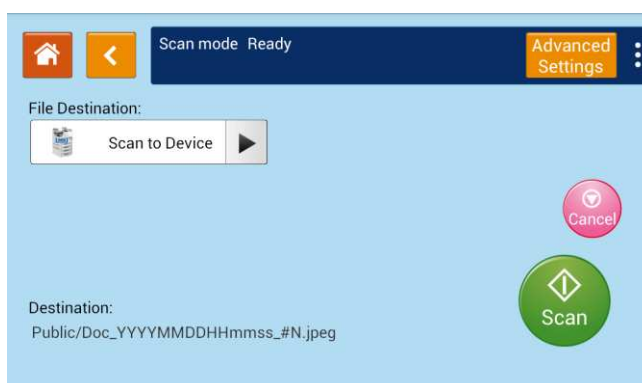 Scan mode Ready
Advanced
Settings
File Destination:
Scan to Device
Cancel
Scan
Destination:
Public/Doc_YYYYMMDDHHmmss_#N.jpeg